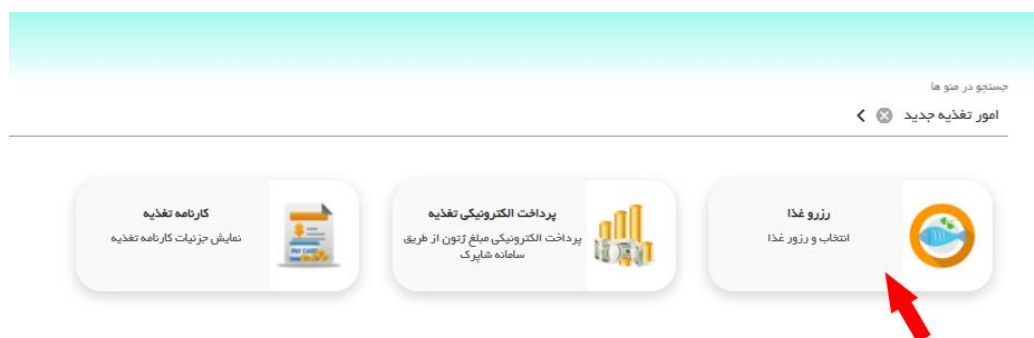 جستجو در منو ها
امور تغذیه جدید
رزرو غذا
انتخاب و رزور غذا
پرداخت الکترونیکی تغذیه
پرداخت الکترونیکی مبلغ ژتون از طریق
سامانه شاپرک
کارنامه تغذیه
نمایش جزئیات کارنامه تغذیه